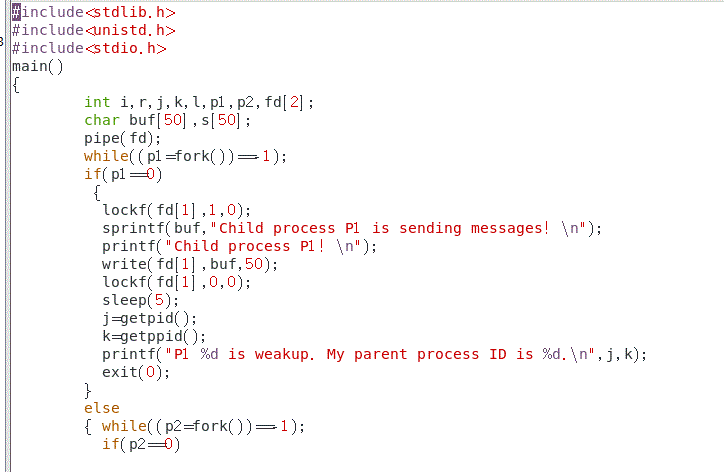 #include<stdlib.h>
#include<unistd.h>
#include<stdio.h>
main()
{
int i,r,j,k,l,p1,p2,fd[2];
char buf[50],s[50];
pipe(fd);
while((p1=fork())==-1);
if(p1==0)
{
lockf(fd[1],1,0);
sprintf(buf,"Child process P1 is sending messages! \n");
printf("Child process P1! \n");
write(fd[1],buf,50);
lockf(fd[1],0,0);
sleep(5);
j=getpid();
k=getppid();
printf("P1 %d is weakup. My parent process ID is %d.\n",j,k);
exit(0);
}
else
{ while((p2=fork())==-1);
if(p2==0)